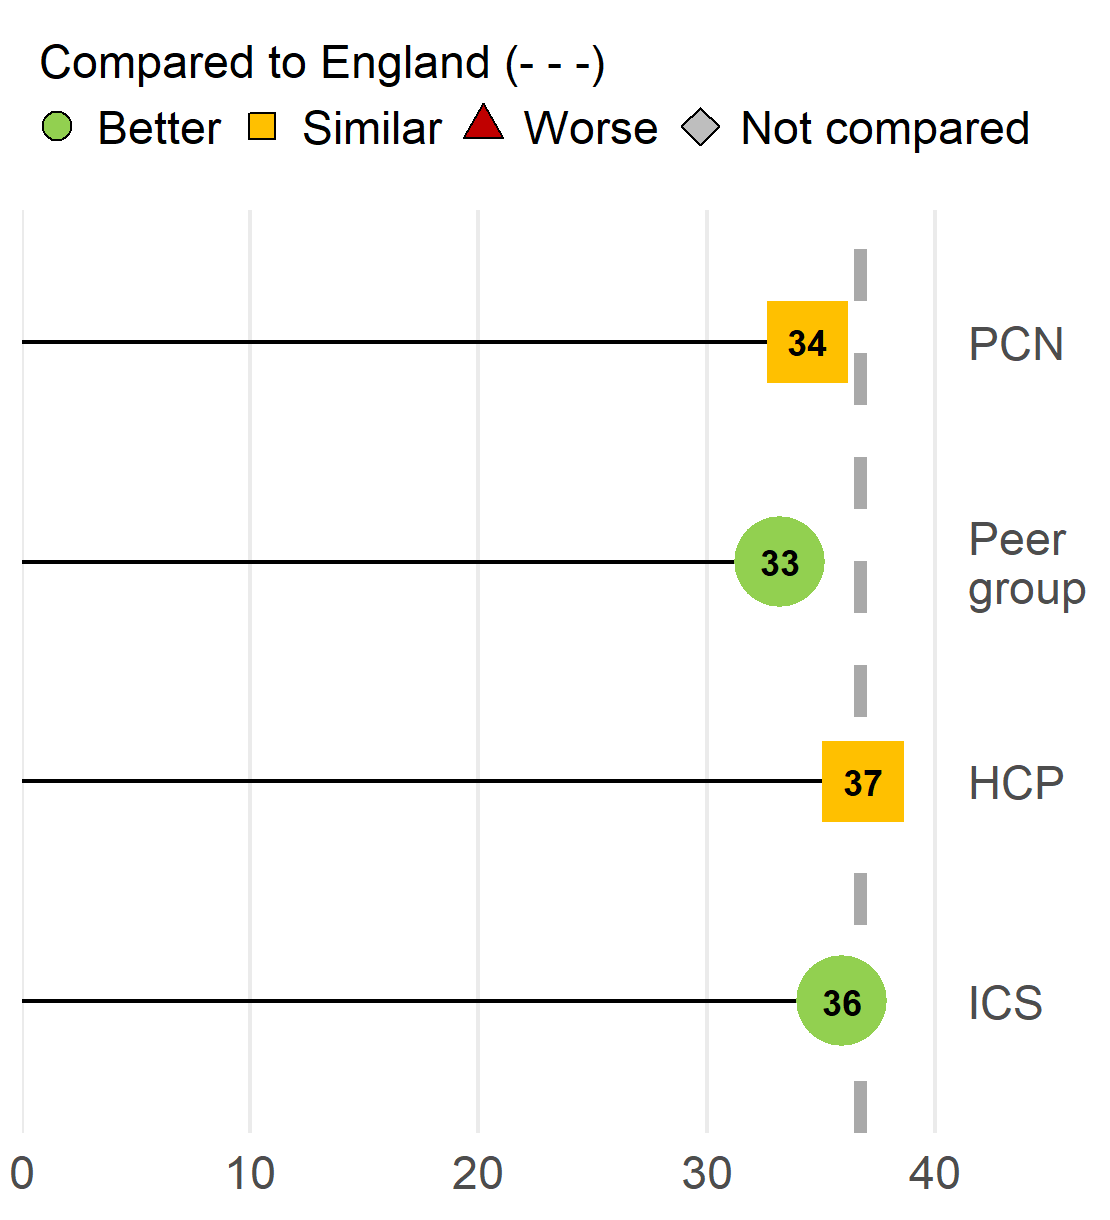 Compared to England (- - -)
Better Similar Worse Not compared
34 PCN
33 Peer
group
37 HCP
36 ICS
0 10 20 30 40